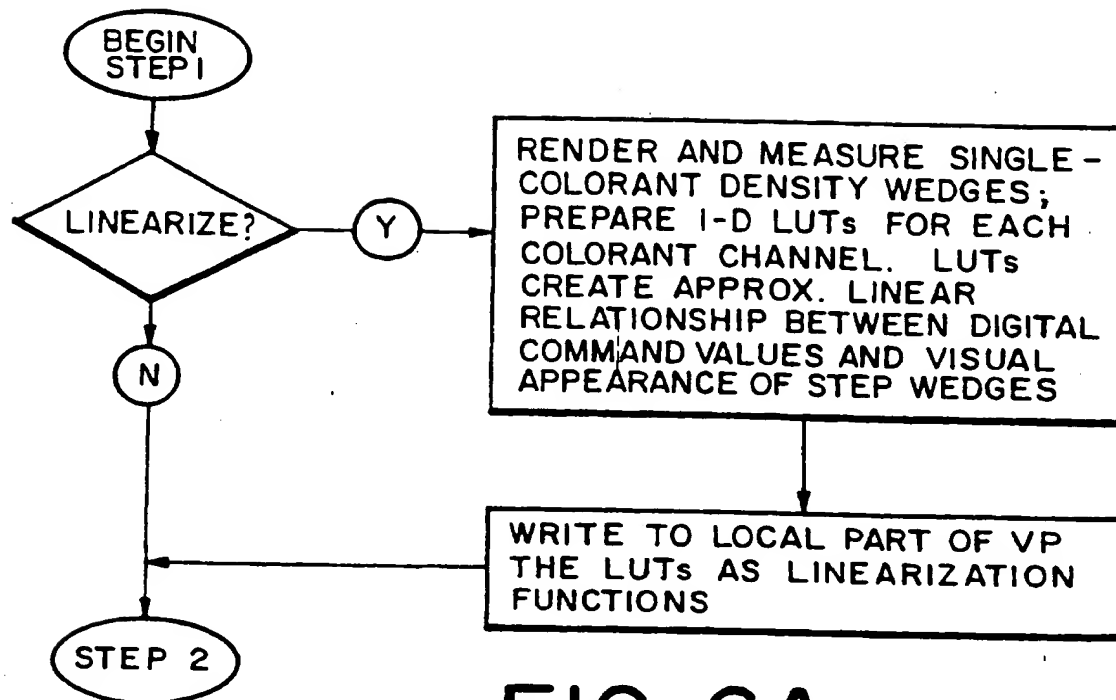 BEGIN
STEP 1
LINEARIZE?
Y
RENDER AND MEASURE SINGLE-
COLORANT DENSITY WEDGES;
PREPARE 1-D LUTs FOR EACH
COLORANT CHANNEL. LUTs
CREATE APPROX. LINEAR
RELATIONSHIP BETWEEN DIGITAL
COMMAND VALUES AND VISUAL
APPEARANCE OF STEP WEDGES
N
WRITE TO LOCAL PART OF VP
THE LUTs AS LINEARIZATION
FUNCTIONS
STEP 2